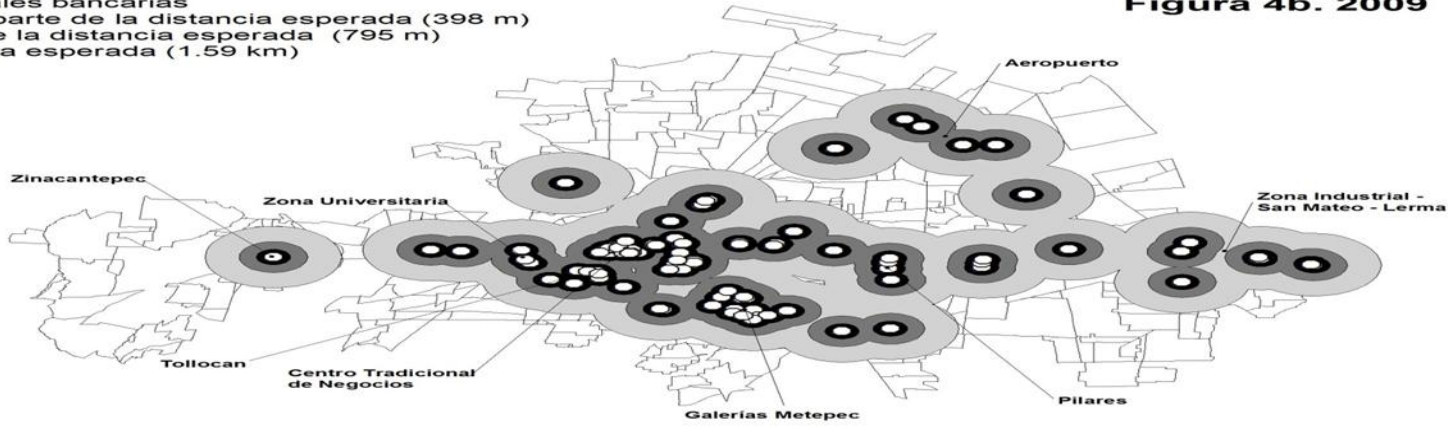 ales bancarias
parte de la distancia esperada (398 m)
e la distancia esperada (795 m)
a esperada (1.59 km)
Figura 4b. 2009
Aeropuerto
Zinacantepec
Zona Universitaria
Zona Industrial -
San Mateo - Lerma
Tollocan
Centro Tradicional
de Negocios
Galerías Metepec
Pilares